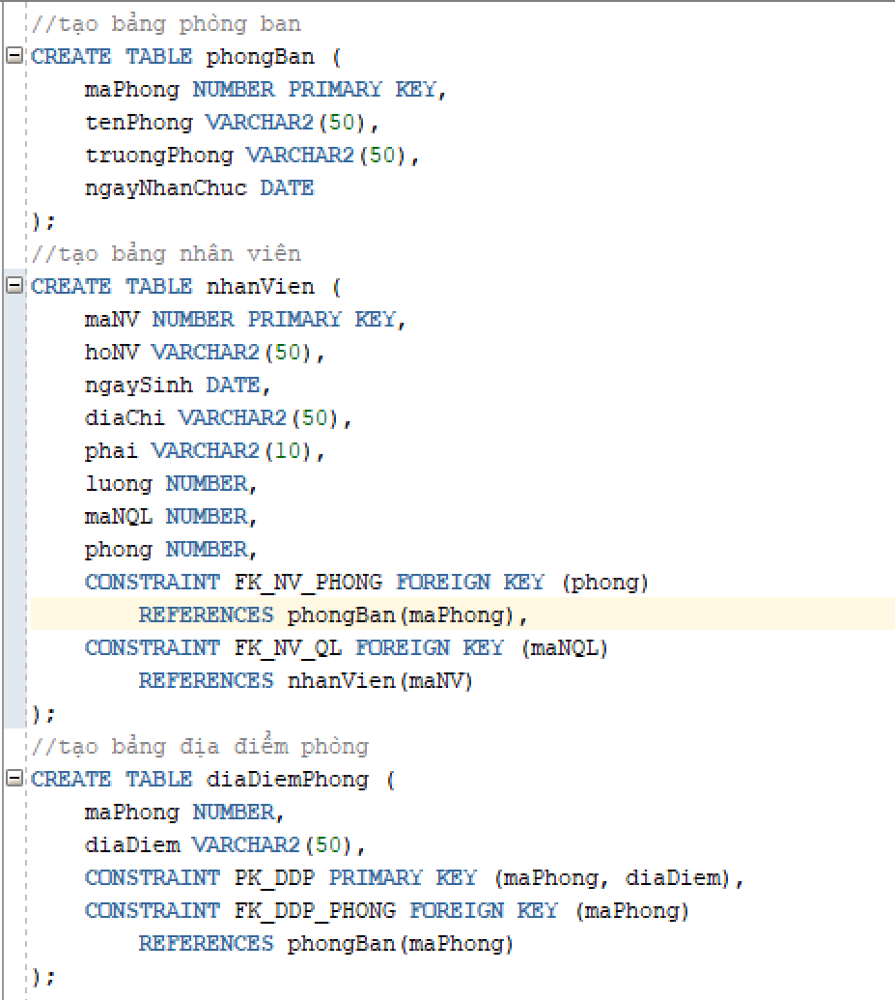 //tạo bảng phòng ban
CREATE TABLE phongBan (
maPhong NUMBER PRIMARY KEY,
tenPhong VARCHAR2(50),
truongPhong VARCHAR2(50),
ngayNhanChuc DATE
);
//tạo bảng nhân viên
CREATE TABLE nhanVien (
maNV NUMBER PRIMARY KEY,
hoNV VARCHAR2(50),
ngaySinh DATE,
diaChi VARCHAR2(50),
phai VARCHAR2(10),
luong NUMBER,
maNQL NUMBER,
phong NUMBER,
CONSTRAINT FK_NV_PHONG FOREIGN KEY (phong)
REFERENCES phongBan(maPhong),
CONSTRAINT FK_NV_QL FOREIGN KEY (maNQL)
REFERENCES nhanVien(maNV)
);
//tạo bảng địa điểm phòng
CREATE TABLE diaDiemPhong (
maPhong NUMBER,
diaDiem VARCHAR2(50),
CONSTRAINT PK_DDP PRIMARY KEY (maPhong, diaDiem),
CONSTRAINT FK_DDP_PHONG FOREIGN KEY (maPhong)
REFERENCES phongBan(maPhong)
);